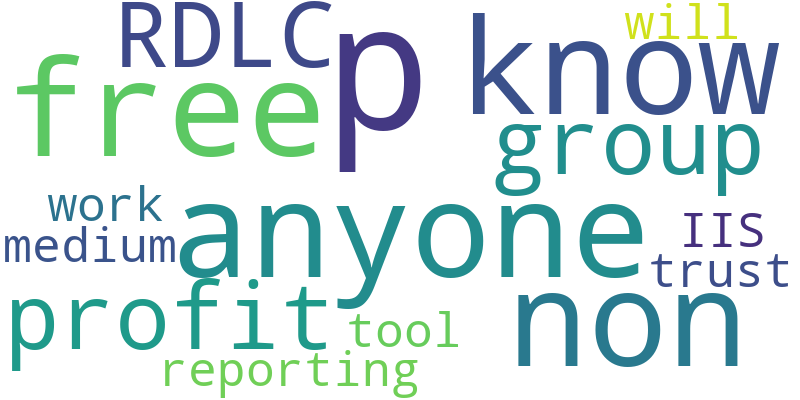 RDLC
p
know
will
free
group
work
anyone
IIS
medium
trust
profit
non
tool
reporting